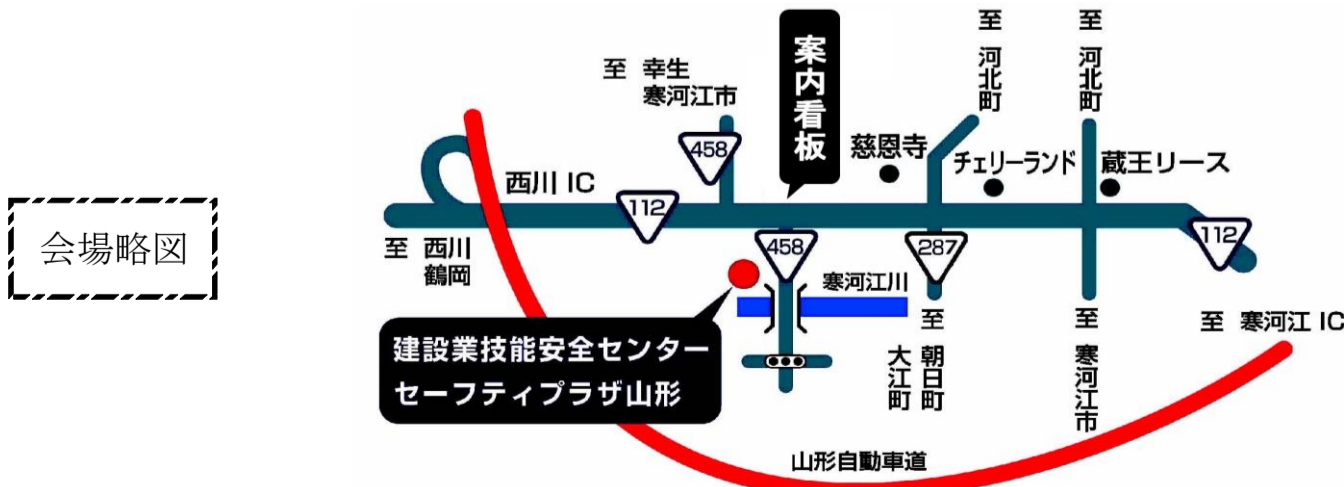 会場略図
至 幸生
寒河江市
案内看板
至 河北町
至 河北町
458
慈恩寺
チェリーランド
蔵王リース
西川 IC
112
458
287
112
至 西川
鶴岡
寒河江川
建設業技能安全センター
セーフティプラザ山形
至 朝日町
大江町
至 寒河江市
至 寒河江 IC
山形自動車道